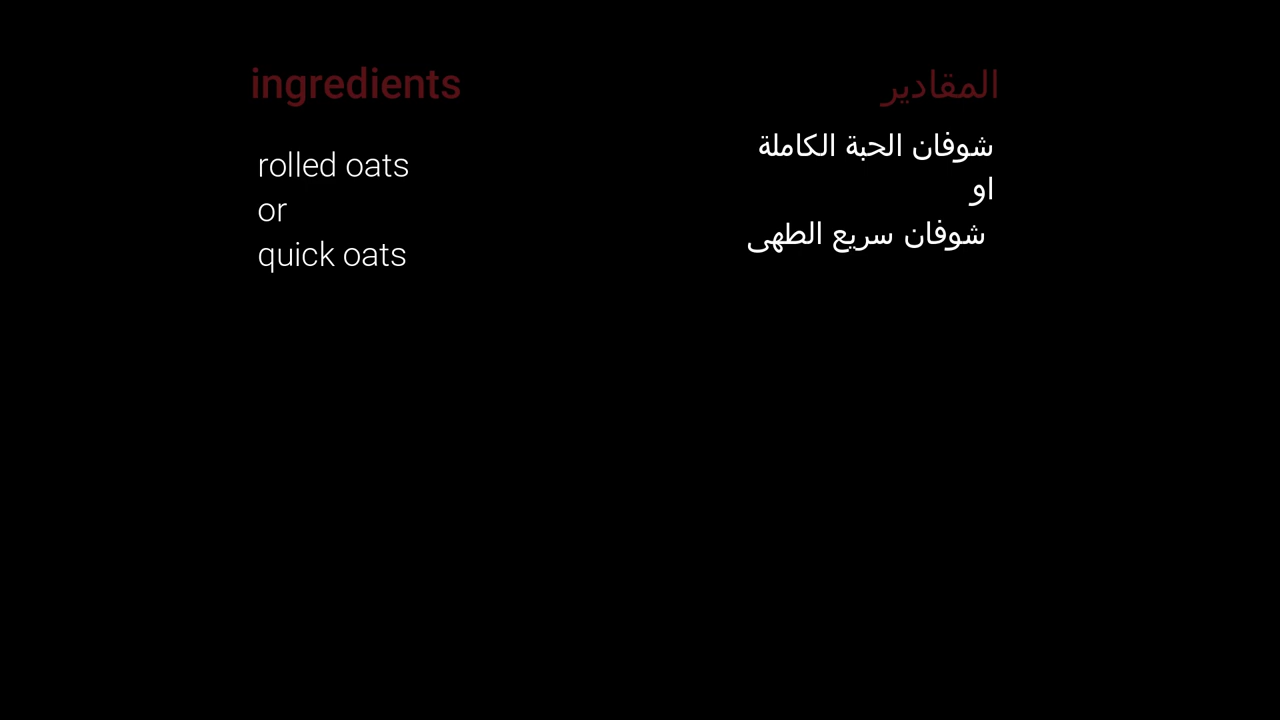 ingredients
rolled oats
or
quick oats
المقادير
شوفان الحبة الكاملة
او
شوفان سريع الطهى